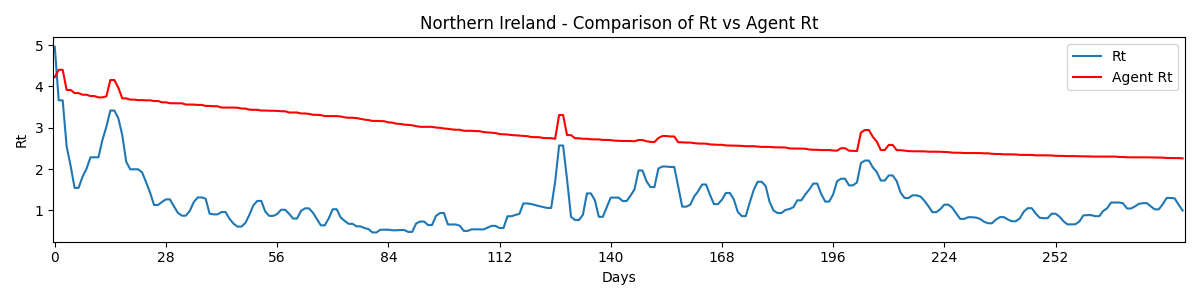 Northern Ireland - Comparison of Rt vs Agent Rt
Rt
Agent Rt
5
4
3
2
1
Rt
0 28 56 84 112 140 168 196 224 252
Days